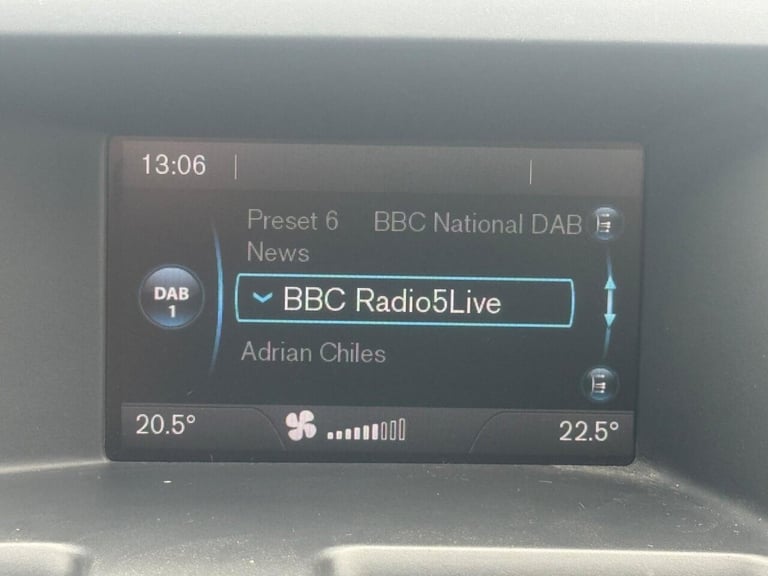 13:06
Preset 6 BBC National DAB
News
DAB
1
BBC Radio5Live
Adrian Chiles
20.5°
22.5°